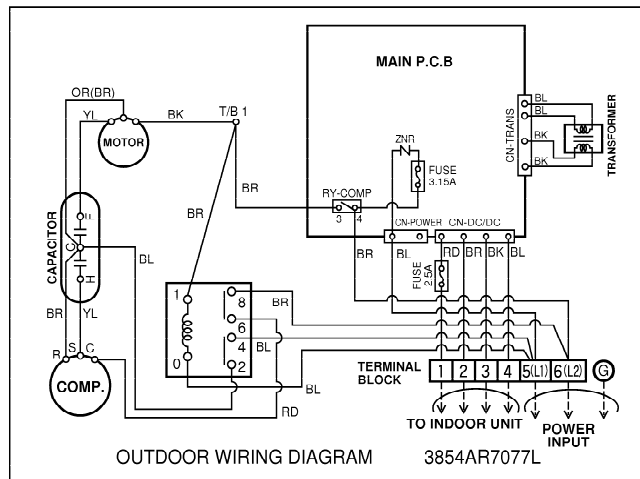 MAIN P.C.B
OR(BR)
YL
BK
T/B 1
MOTOR
ZNR
FUSE
3.15A
CN-TRANS
BL
BL
BK
BK
TRANSFORMER
BR
RY-COMP
3 4
CN-POWER
CN-DC/DC
CAPACITOR
F
C
H
BL
BR
BR
BL
RD
BR
BK
BL
FUSE
2.5A
1
8
6
4
0
2
BR
BL
BR
YL
R
S
C
COMP.
BL
RD
TERMINAL
BLOCK
1 2 3 4 5(L1) 6(L2) G
TO INDOOR UNIT
POWER
INPUT
OUTDOOR WIRING DIAGRAM 3854AR7077L